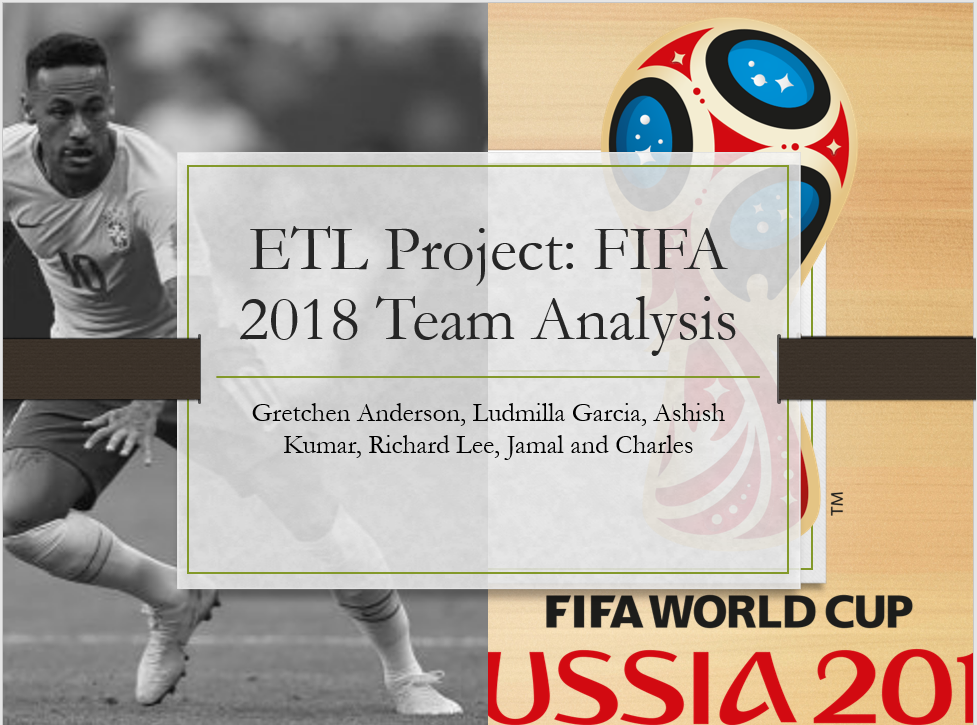 10
ETL Project: FIFA
2018 Team Analysis
Gretchen Anderson, Ludmilla Garcia, Ashish
Kumar, Richard Lee, Jamal and Charles
TM
FIFA WORLD CUP
USSIA 201